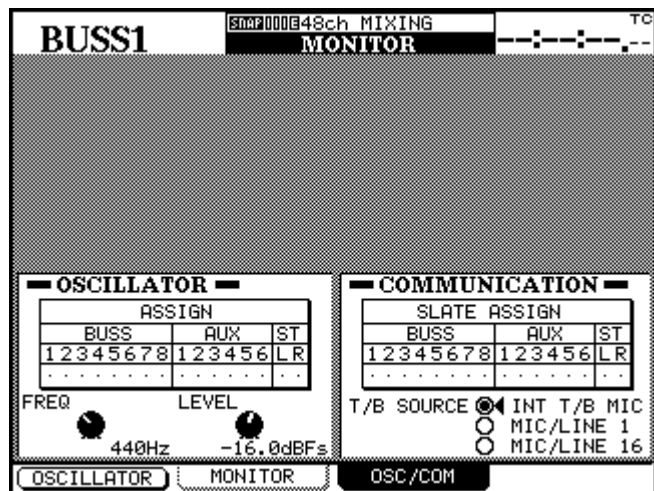 BUSS1
SNAP000G48ch MIXING
MONITOR
TC
--:--:--.--
OSCILLATOR
ASSIGN
BUSS AUX ST
12345678 123456 LR
FREQ LEVEL
440Hz -16.0dBFs
COMMUNICATION
SLATE ASSIGN
BUSS AUX ST
12345678 123456 LR
T/B SOURCE INT T/B MIC
MIC/LINE 1
MIC/LINE 16
OSCILLATOR MONITOR OSC/COM